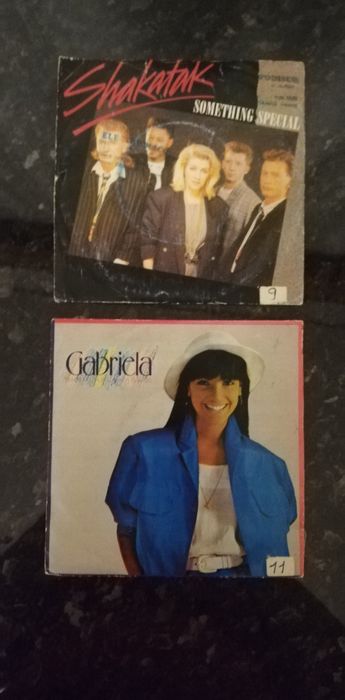 Shakatak
SOMETHING SPECIAL
9
Gabriela
11